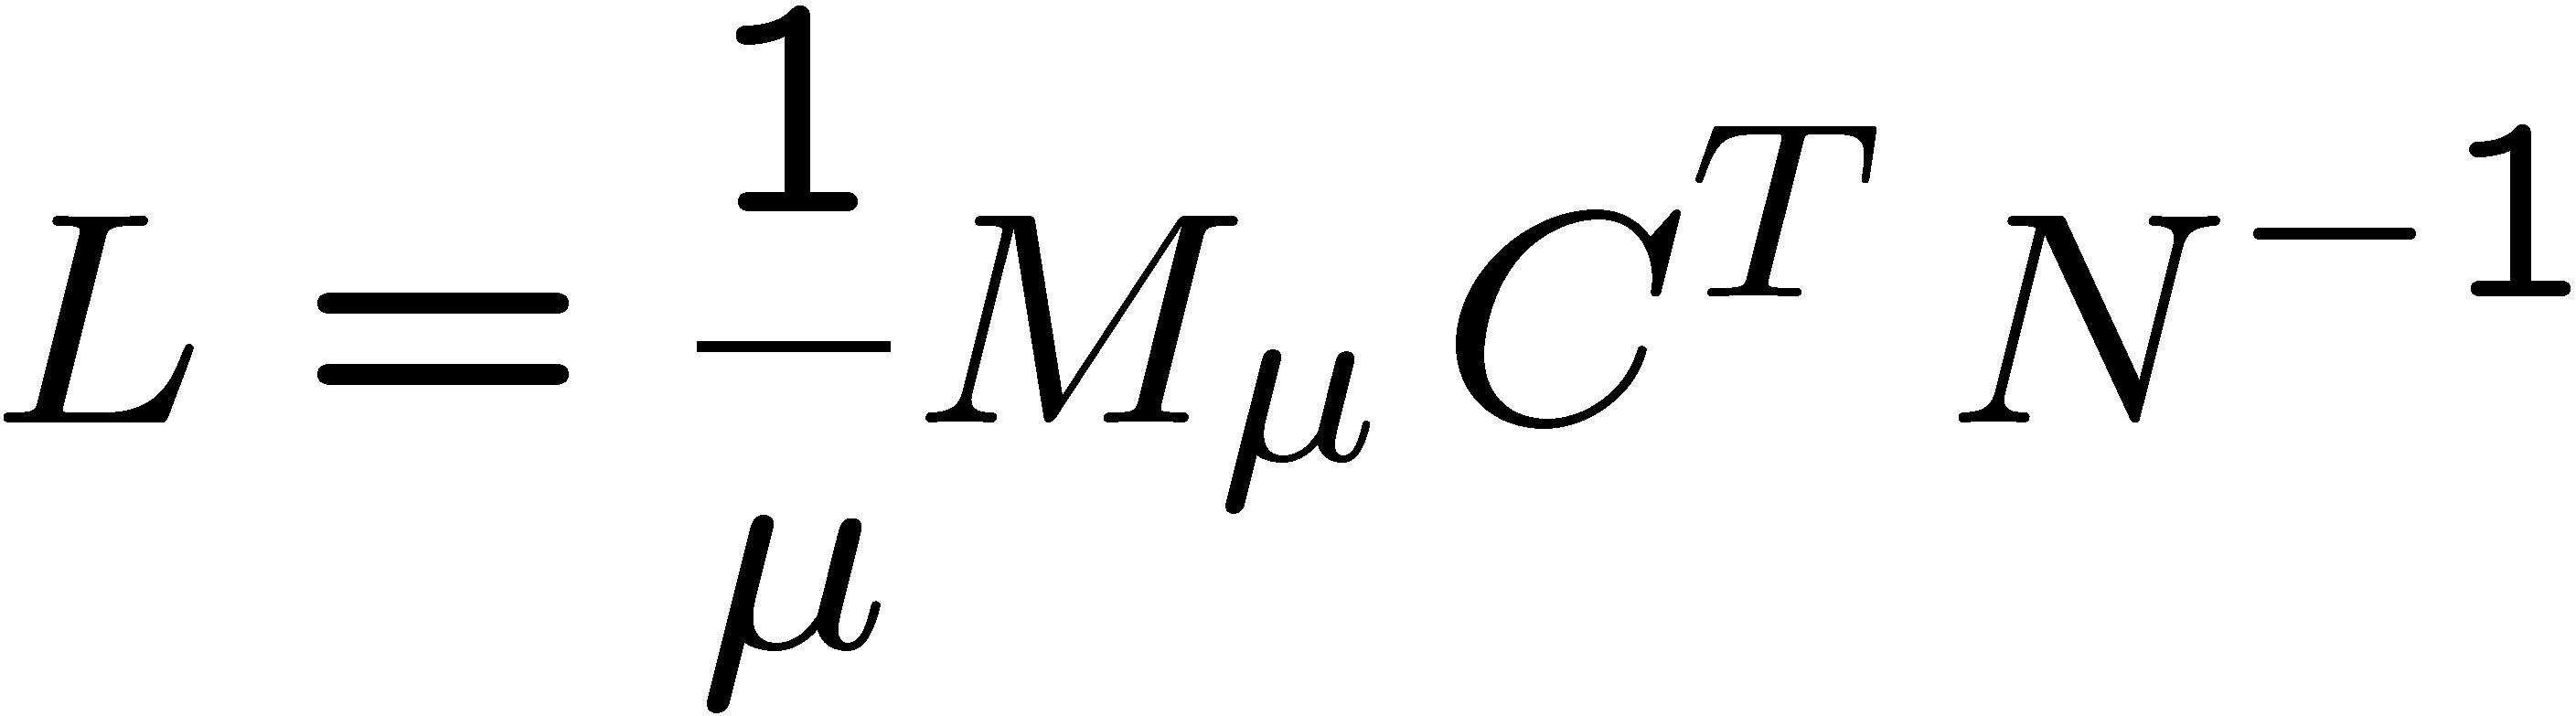 L = \frac{1}{\mu} M_{\mu} C^{T} N^{-1}